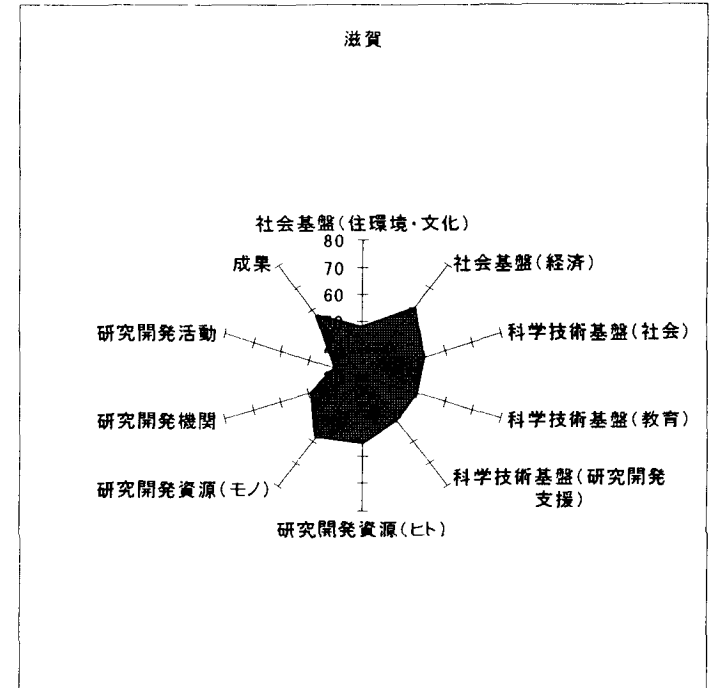 滋賀
社会基盤(住環境・文化)
80
70
60
成果
社会基盤(経済)
研究開発活動
科学技術基盤(社会)
研究開発機関
科学技術基盤(教育)
研究開発資源(モノ)
科学技術基盤(研究開発
支援)
研究開発資源(ヒト)